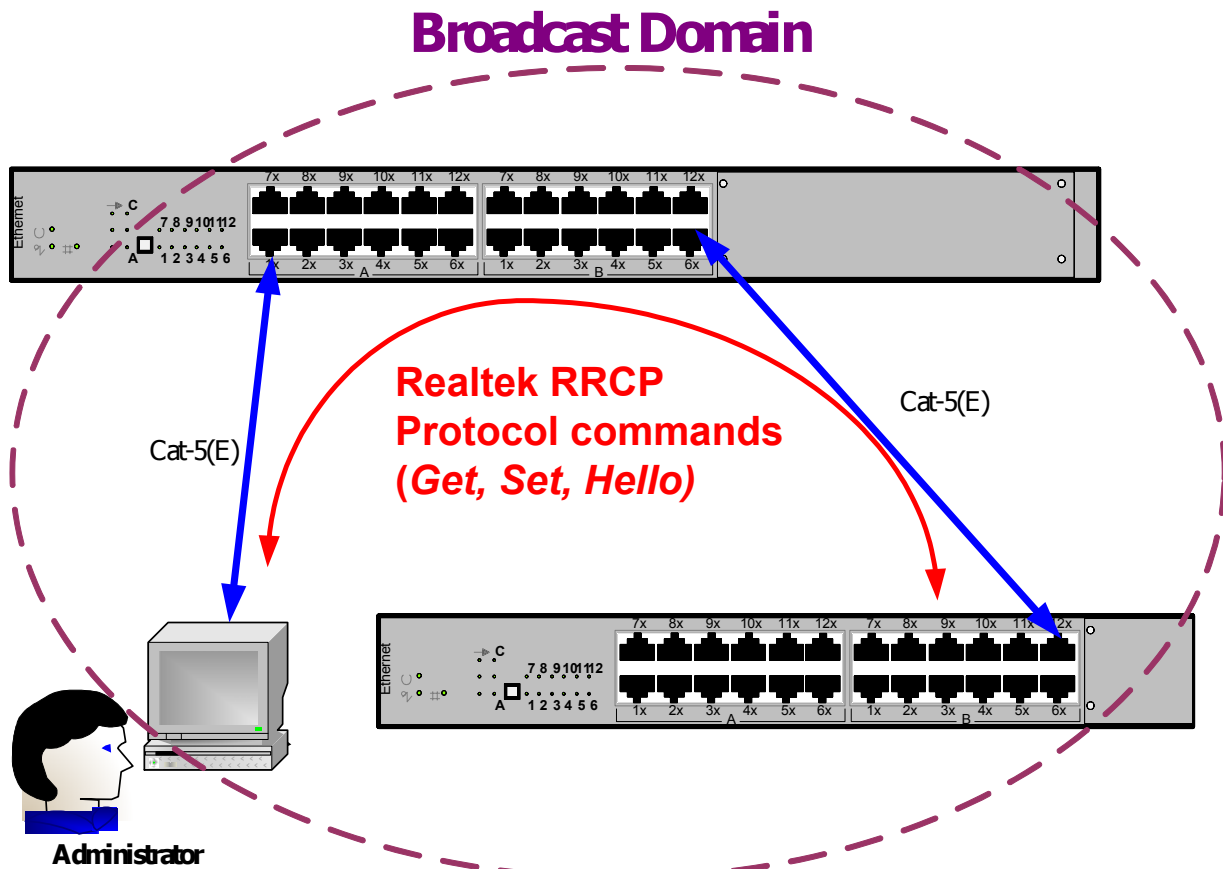 Broadcast Domain
7x 8x 9x 10x 11x 12x 7x 8x 9x 10x 11x 12x
Ethernet
C
7 8 9 10 11 12
A
1 2 3 4 5 6
1x 2x 3x 4x 5x 6x 1x 2x 3x 4x 5x 6x
A B
Realtek RRCP
Protocol commands
(Get, Set, Hello)
Cat-5(E)
Cat-5(E)
7x 8x 9x 10x 11x 12x 7x 8x 9x 10x 11x 12x
Ethernet
C
7 8 9 10 11 12
A
1 2 3 4 5 6
1x 2x 3x 4x 5x 6x 1x 2x 3x 4x 5x 6x
A B
Administrator